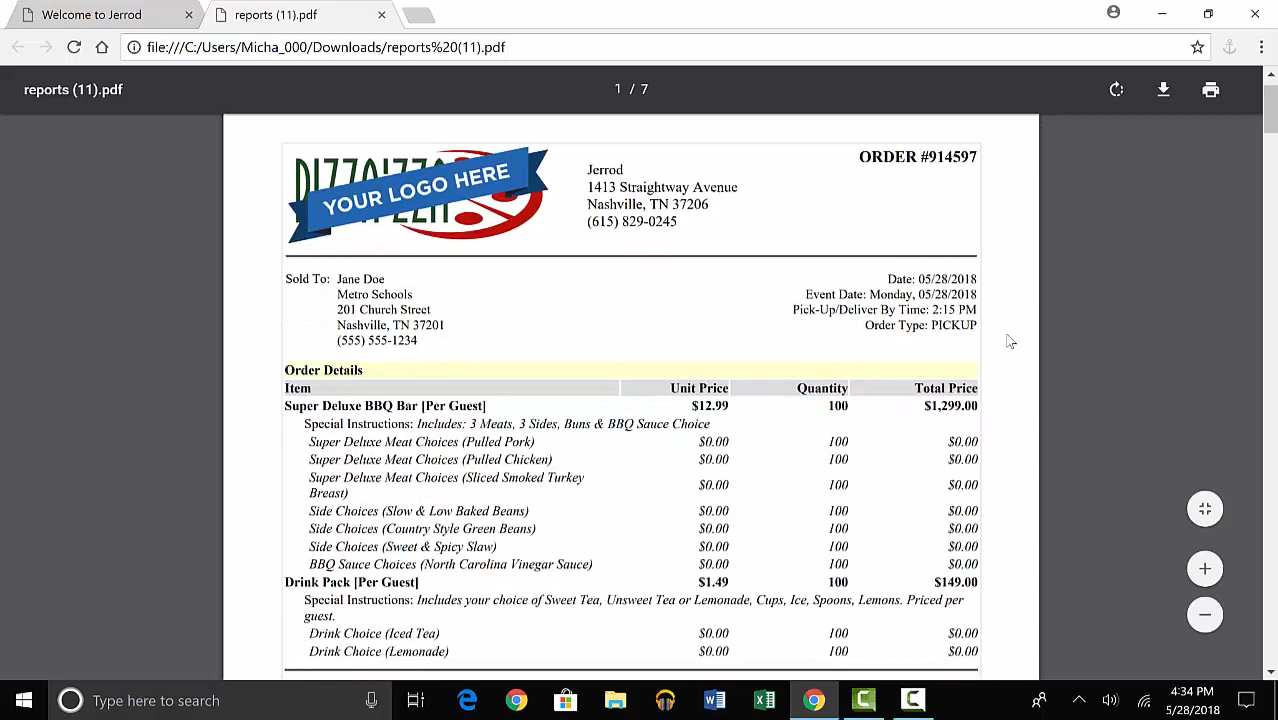 Welcome to Jerrod
reports (11).pdf
file:///C:/Users/Micha_000/Downloads/reports%20(11).pdf
reports (11).pdf
1 / 7
YOUR LOGO HERE
Jerrod
1413 Straightway Avenue
Nashville, TN 37206
(615) 829-0245
ORDER #914597
Sold To: Jane Doe
Metro Schools
201 Church Street
Nashville, TN 37201
(555) 555-1234
Date: 05/28/2018
Event Date: Monday, 05/28/2018
Pick-Up/Deliver By Time: 2:15 PM
Order Type: PICKUP
Order Details
Item Unit Price Quantity Total Price
Super Deluxe BBQ Bar [Per Guest] $12.99 100 $1,299.00
Special Instructions: Includes: 3 Meats, 3 Sides, Buns & BBQ Sauce Choice
Super Deluxe Meat Choices (Pulled Pork) $0.00 100 $0.00
Super Deluxe Meat Choices (Pulled Chicken) $0.00 100 $0.00
Super Deluxe Meat Choices (Sliced Smoked Turkey
Breast) $0.00 100 $0.00
Side Choices (Slow & Low Baked Beans) $0.00 100 $0.00
Side Choices (Country Style Green Beans) $0.00 100 $0.00
Side Choices (Sweet & Spicy Slaw) $0.00 100 $0.00
BBQ Sauce Choices (North Carolina Vinegar Sauce) $0.00 100 $0.00
Drink Pack [Per Guest] $1.49 100 $149.00
Special Instructions: Includes your choice of Sweet Tea, Unsweet Tea or Lemonade, Cups, Ice, Spoons, Lemons. Priced per
guest.
Drink Choice (Iced Tea) $0.00 100 $0.00
Drink Choice (Lemonade) $0.00 100 $0.00
Type here to search
4:34 PM
5/28/2018